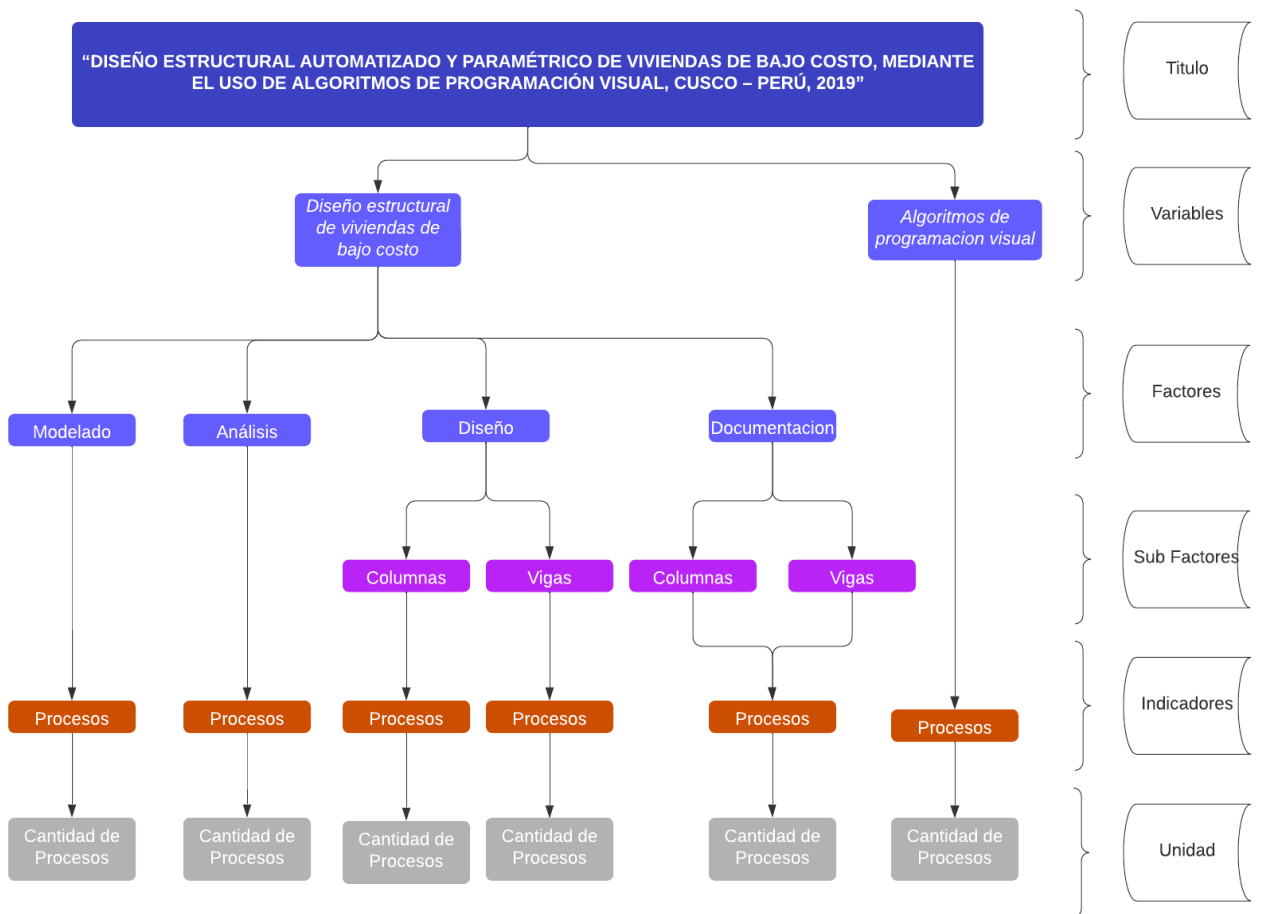 “DISEÑO ESTRUCTURAL AUTOMATIZADO Y PARAMÉTRICO DE VIVIENDAS DE BAJO COSTO, MEDIANTE
EL USO DE ALGORITMOS DE PROGRAMACIÓN VISUAL, CUSCO – PERÚ, 2019”
Titulo
Diseño estructural
de viviendas de
bajo costo
Algoritmos de
programacion visual
Variables
Modelado
Análisis
Diseño
Documentacion
Factores
Columnas
Vigas
Columnas
Vigas
Sub Factores
Procesos
Procesos
Procesos
Procesos
Procesos
Procesos
Indicadores
Cantidad de
Procesos
Cantidad de
Procesos
Cantidad de
Procesos
Cantidad de
Procesos
Cantidad de
Procesos
Cantidad de
Procesos
Unidad